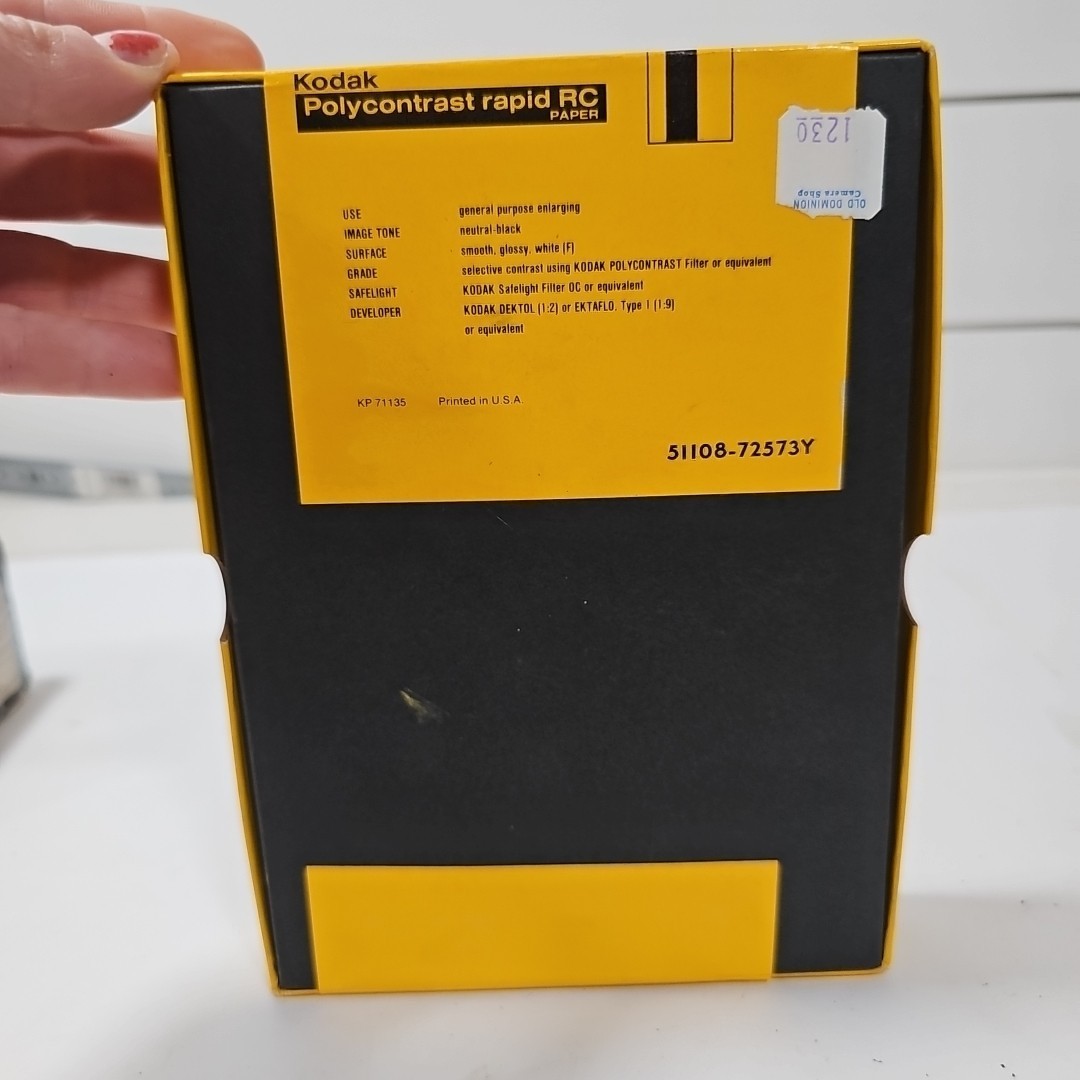 Kodak
Polycontrast rapid RC
PAPER
1230
OLD DOMINION
Camera Shop
USE general purpose enlarging
IMAGE TONE neutral-black
SURFACE smooth, glossy, white (F)
GRADE selective contrast using KODAK POLYCONTRAST Filter or equivalent
SAFELIGHT KODAK Safelight Filter OC or equivalent
DEVELOPER KODAK DEKTOL (1:2) or EKTAFLO, Type 1 (1:9)
or equivalent
KP 71135 Printed in U.S.A.
51108-72573Y